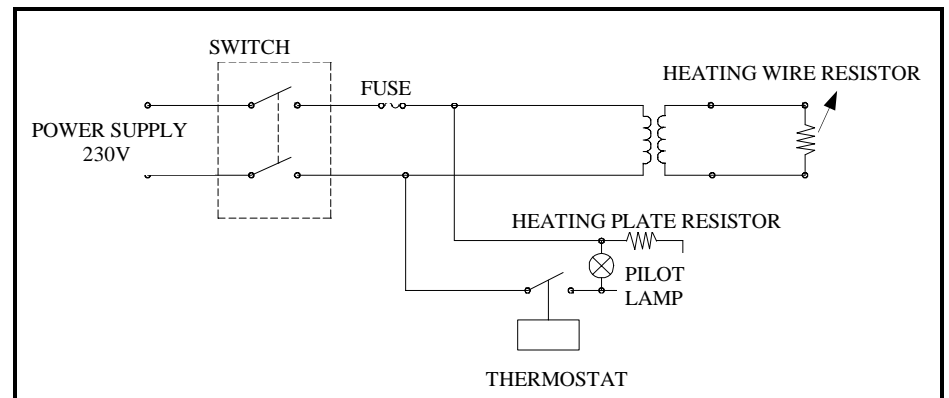 SWITCH
FUSE
HEATING WIRE RESISTOR
POWER SUPPLY
230V
HEATING PLATE RESISTOR
PILOT
LAMP
THERMOSTAT